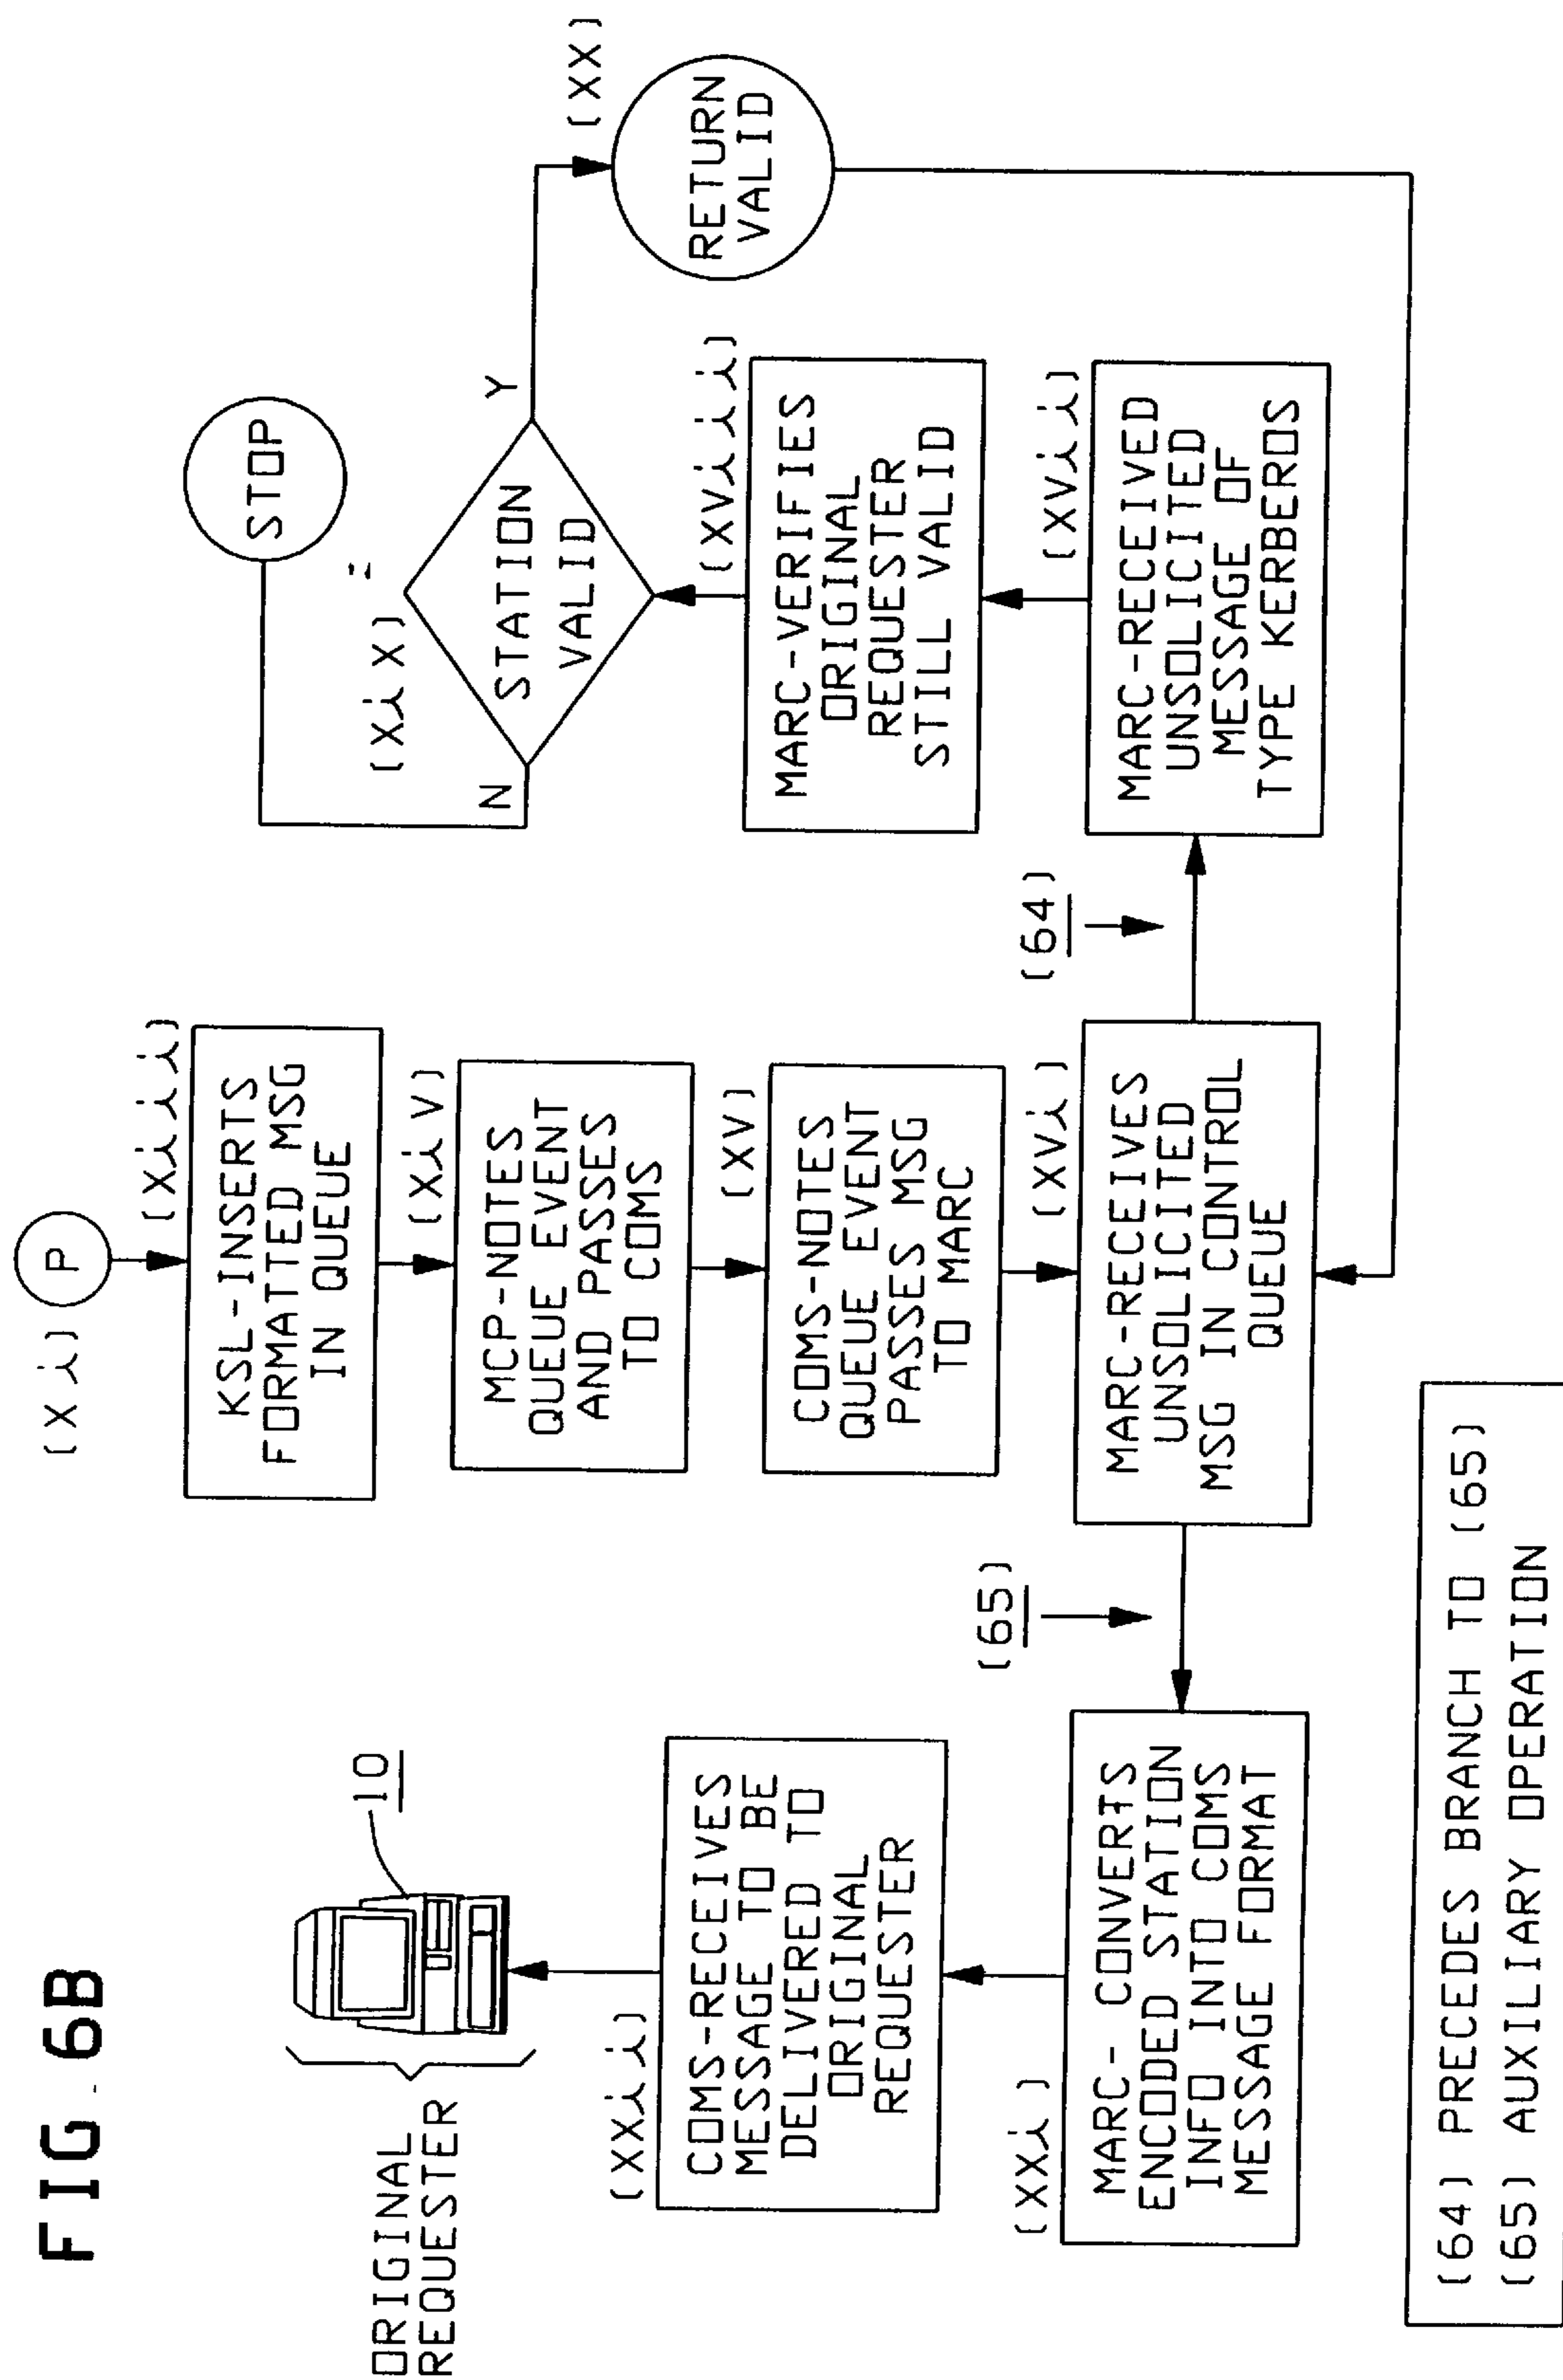 FIG. 6B
(Xi)
P
(Xiii)
KSL-INSERTS
FORMATTED MSG
IN QUEUE
(XiV)
MCP-NOTES
QUEUE EVENT
AND PASSES
TO COMS
(XV)
COMS-NOTES
QUEUE EVENT
PASSES MSG
TO MARC
(XVi)
MARC-RECEIVES
UNSOLICITED
MSG IN CONTROL
QUEUE
(64)
(XVii)
MARC-RECEIVED
UNSOLICITED
MESSAGE OF
TYPE KERBEROS
(XViii)
MARC-VERIFIES
ORIGINAL
REQUESTER
STILL VALID
(XiX)
STATION
VALID
N
STOP
Y
(XX)
RETURN
VALID
(65)
(XXi)
MARC- CONVERTS
ENCODED STATION
INFO INTO COMS
MESSAGE FORMAT
(XXii)
COMS-RECEIVES
MESSAGE TO BE
DELIVERED TO
ORIGINAL
REQUESTER
10
ORIGINAL
REQUESTER
(64) PRECEDES BRANCH TO (65)
(65) AUXILIARY OPERATION